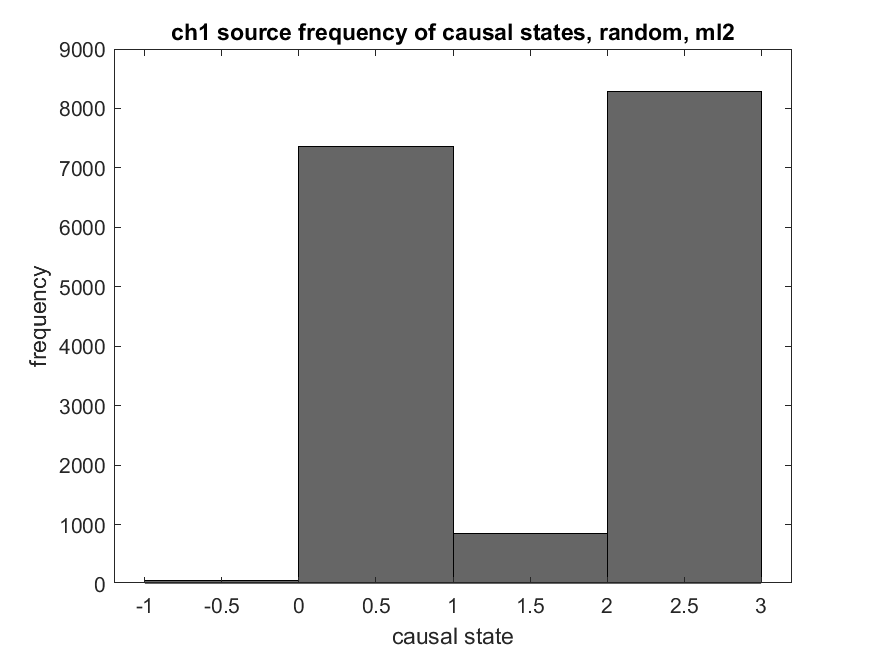 ch1 source frequency of causal states, random, ml2
9000
8000
7000
6000
5000
4000
3000
2000
1000
0
frequency
-1 -0.5 0 0.5 1 1.5 2 2.5 3
causal state